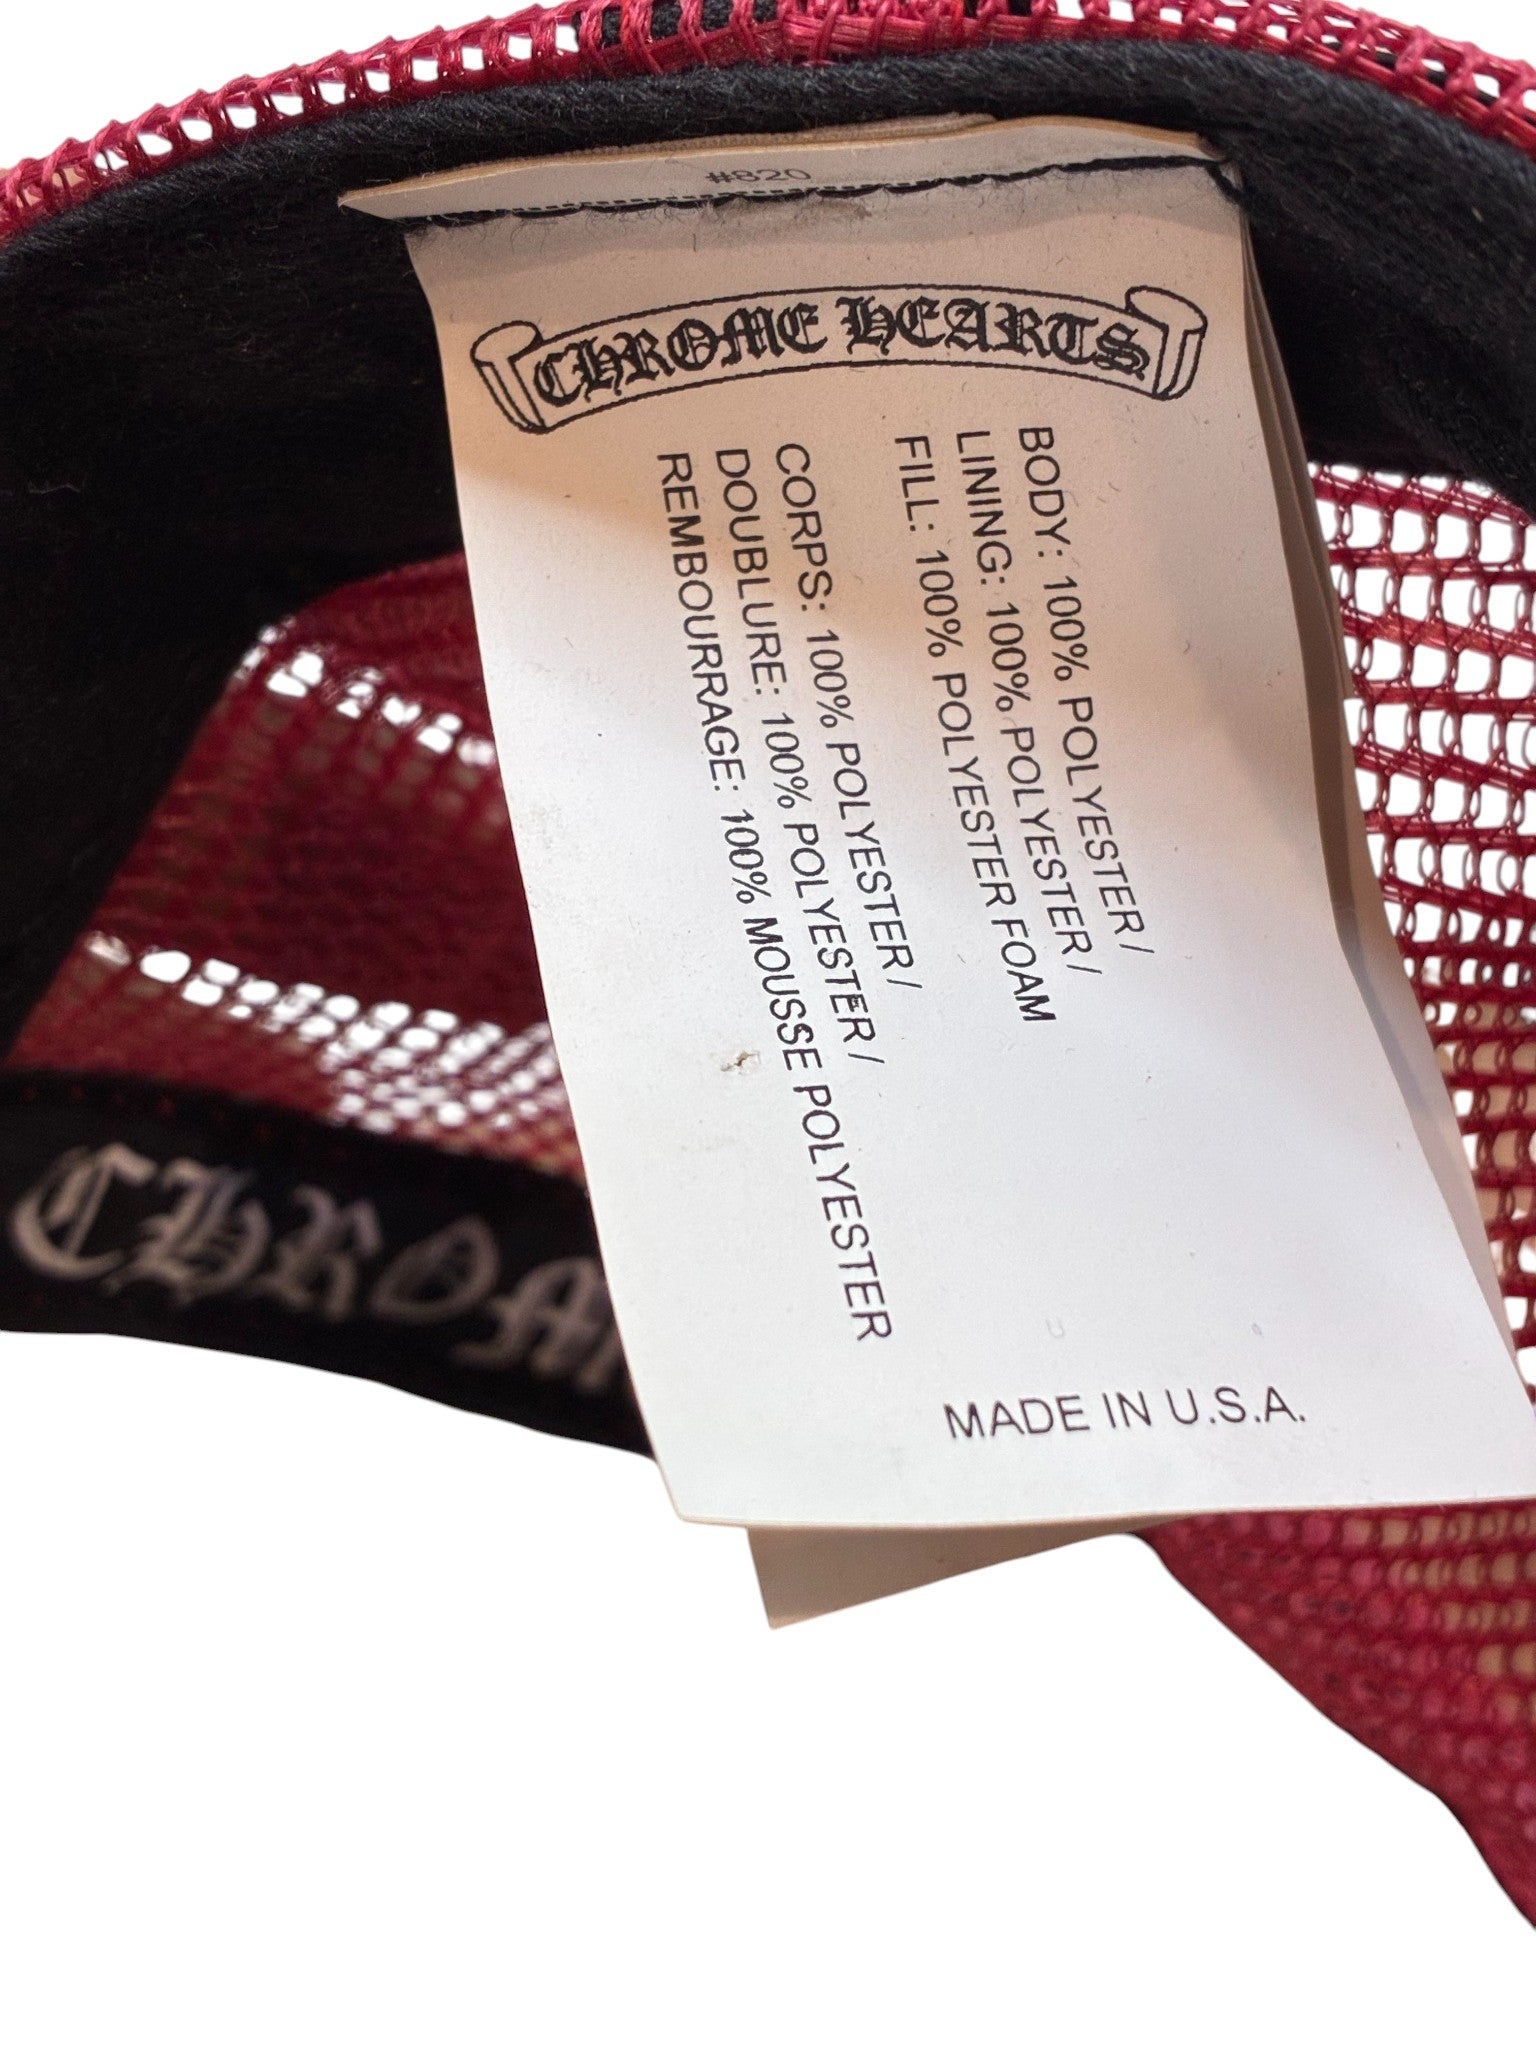 #820
CHROME HEARTS
BODY: 100% POLYESTER /
LINING: 100% POLYESTER /
FILL: 100% POLYESTER FOAM
CORPS: 100% POLYESTER /
DOUBLURE: 100% POLYESTER /
REMBOURRAGE: 100% MOUSSE POLYESTER
MADE IN U.S.A.
CHROM